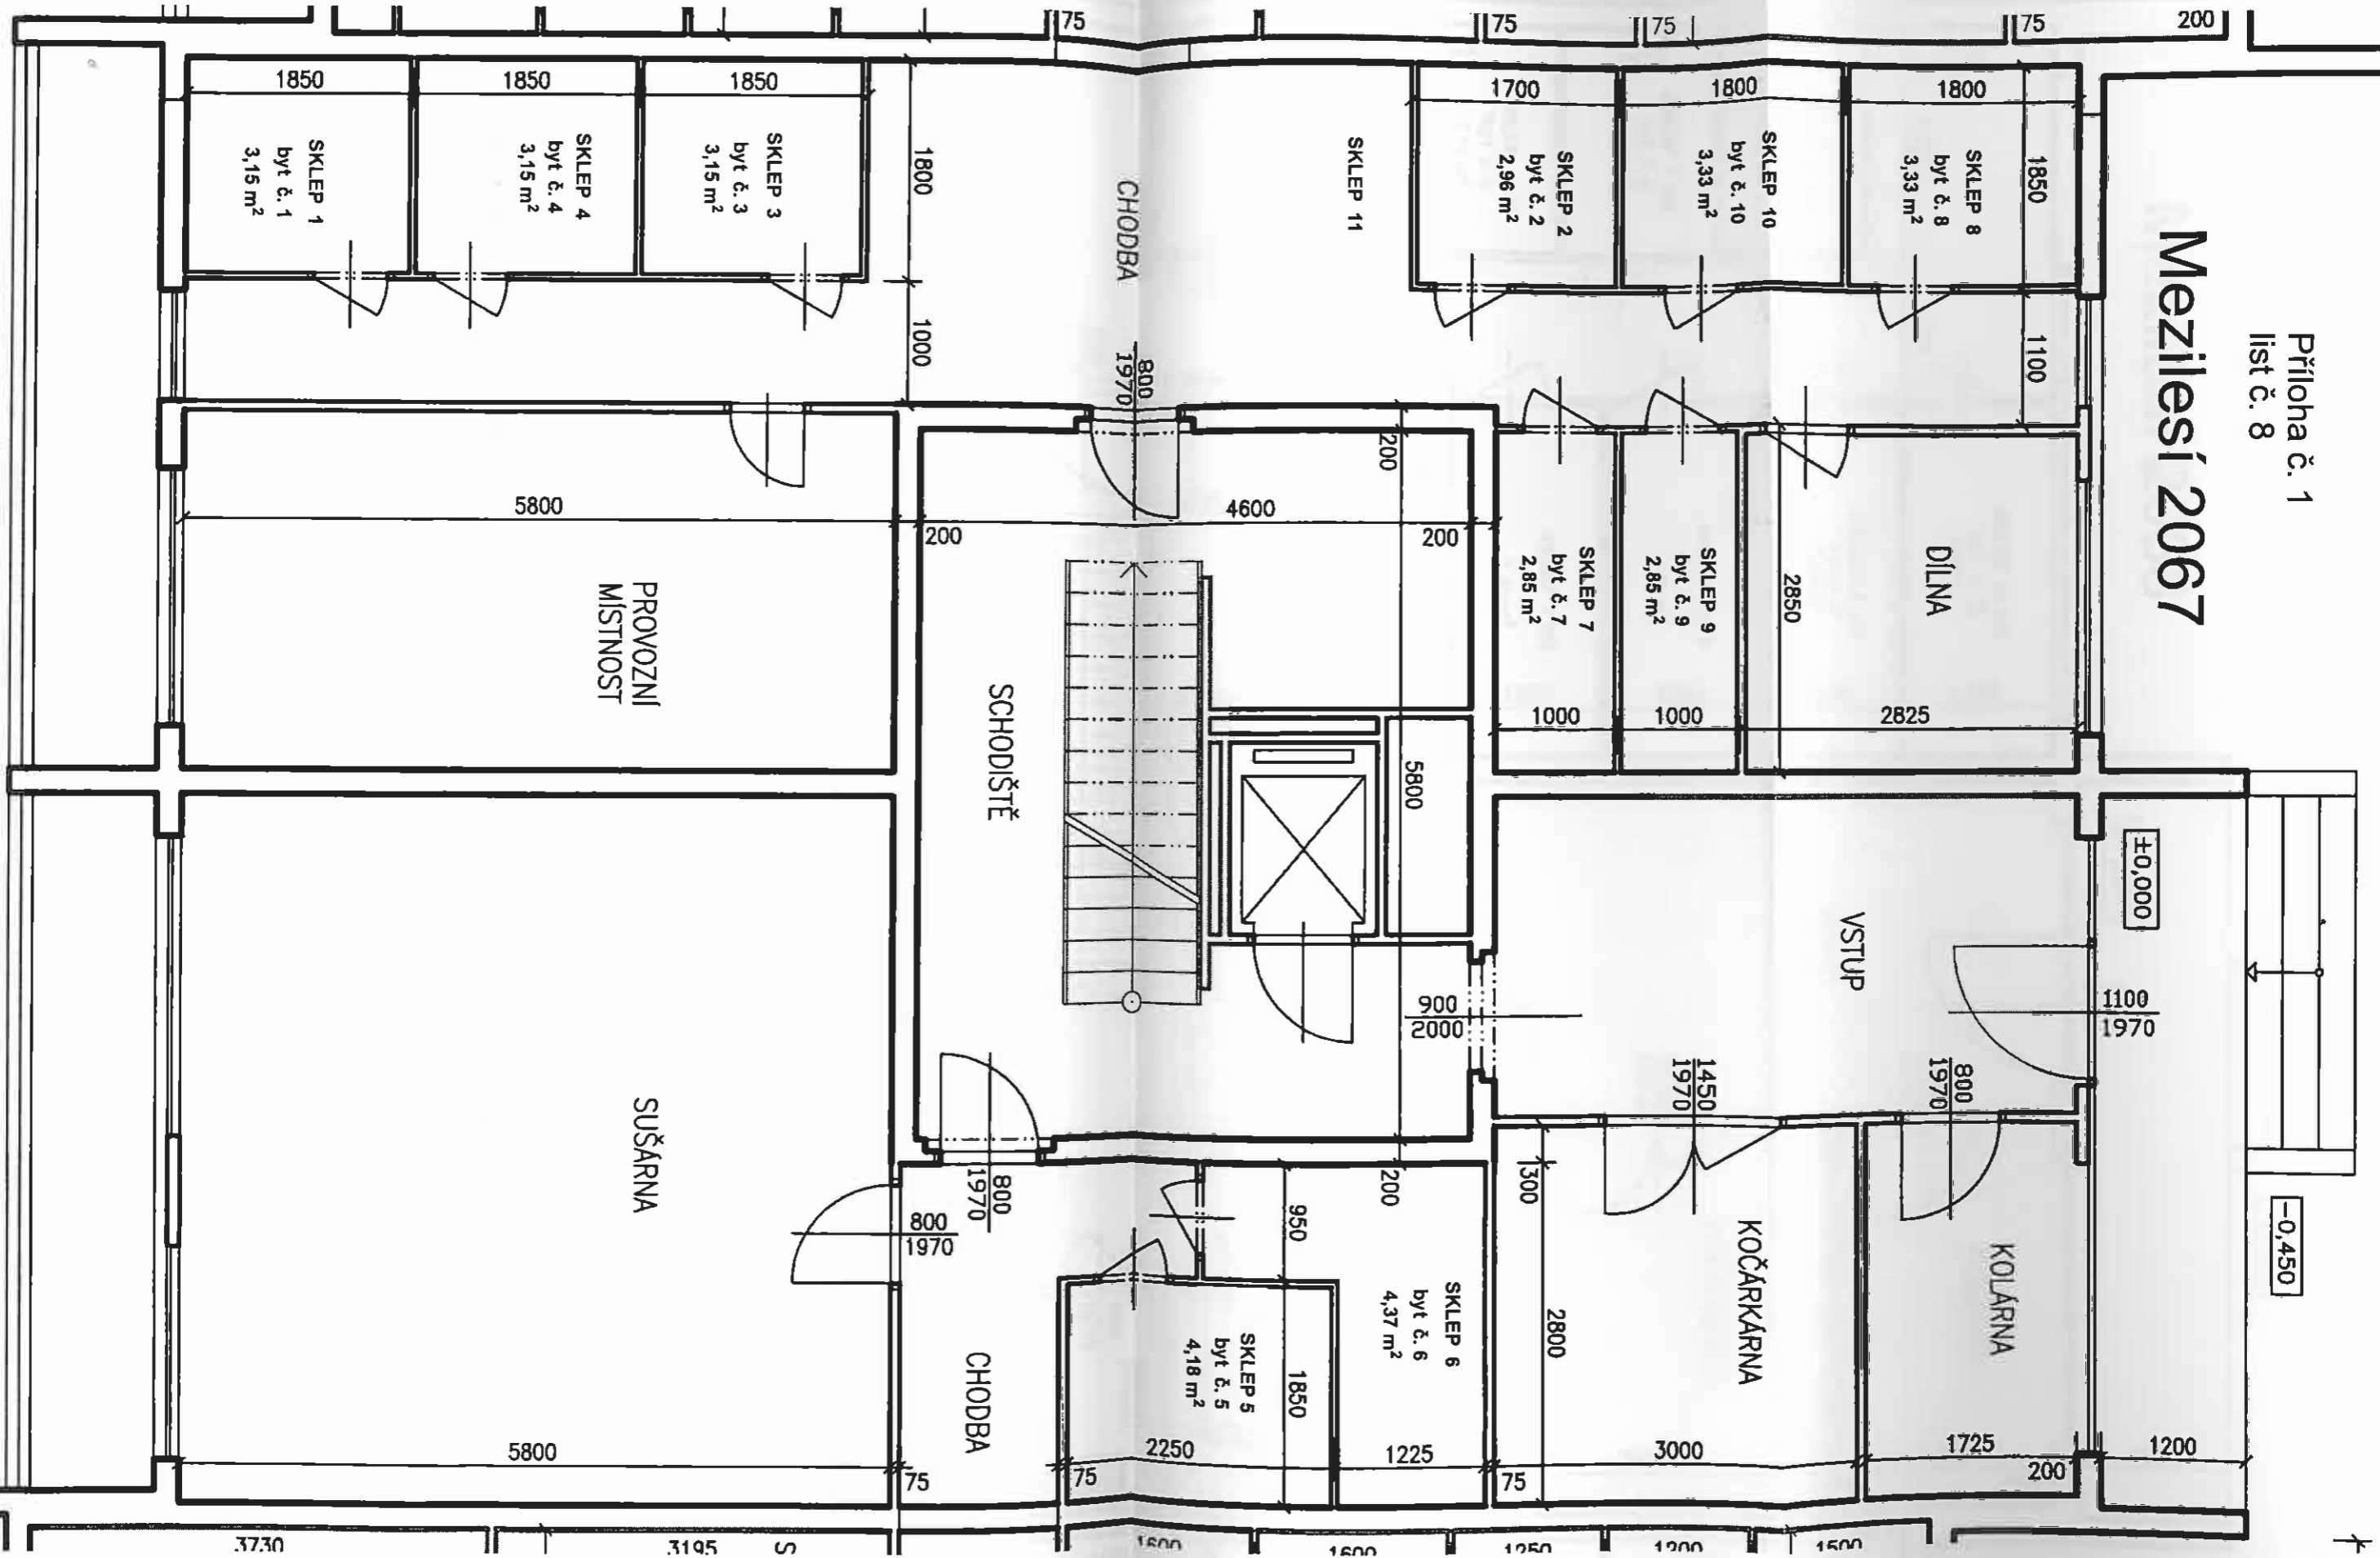 Příloha č. 1
list č. 8
Mezilesí 2067
75
75
75
75
200
1850
1850
1850
1700
1800
1800
SKLEP 1
byt č. 1
3,15 m²
SKLEP 4
byt č. 4
3,15 m²
SKLEP 3
byt č. 3
3,15 m²
1800
1000
CHODBA
800
1970
SKLEP 11
SKLEP 2
byt č. 2
2,96 m²
SKLEP 10
byt č. 10
3,33 m²
SKLEP 8
byt č. 8
3,33 m²
1850
1100
5800
200
4600
200
200
PROVOZNÍ
MÍSTNOST
SCHODIŠTĚ
5800
SKLEP 7
byt č. 7
2,85 m²
SKLEP 9
byt č. 9
2,85 m²
2850
DÍLNA
1000
1000
2825
±0,000
VSTUP
900
2000
1100
1970
1450
1970
800
1970
-0,450
SUŠÁRNA
800
1970
800
1970
200
950
300
CHODBA
SKLEP 5
byt č. 5
4,18 m²
1850
SKLEP 6
byt č. 6
4,37 m²
2800
KOČÁRKÁRNA
KOLÁRNA
5800
75
75
2250
1225
75
3000
1725
200
1200
3730
3195
S
1600
1600
1250
1200
1500